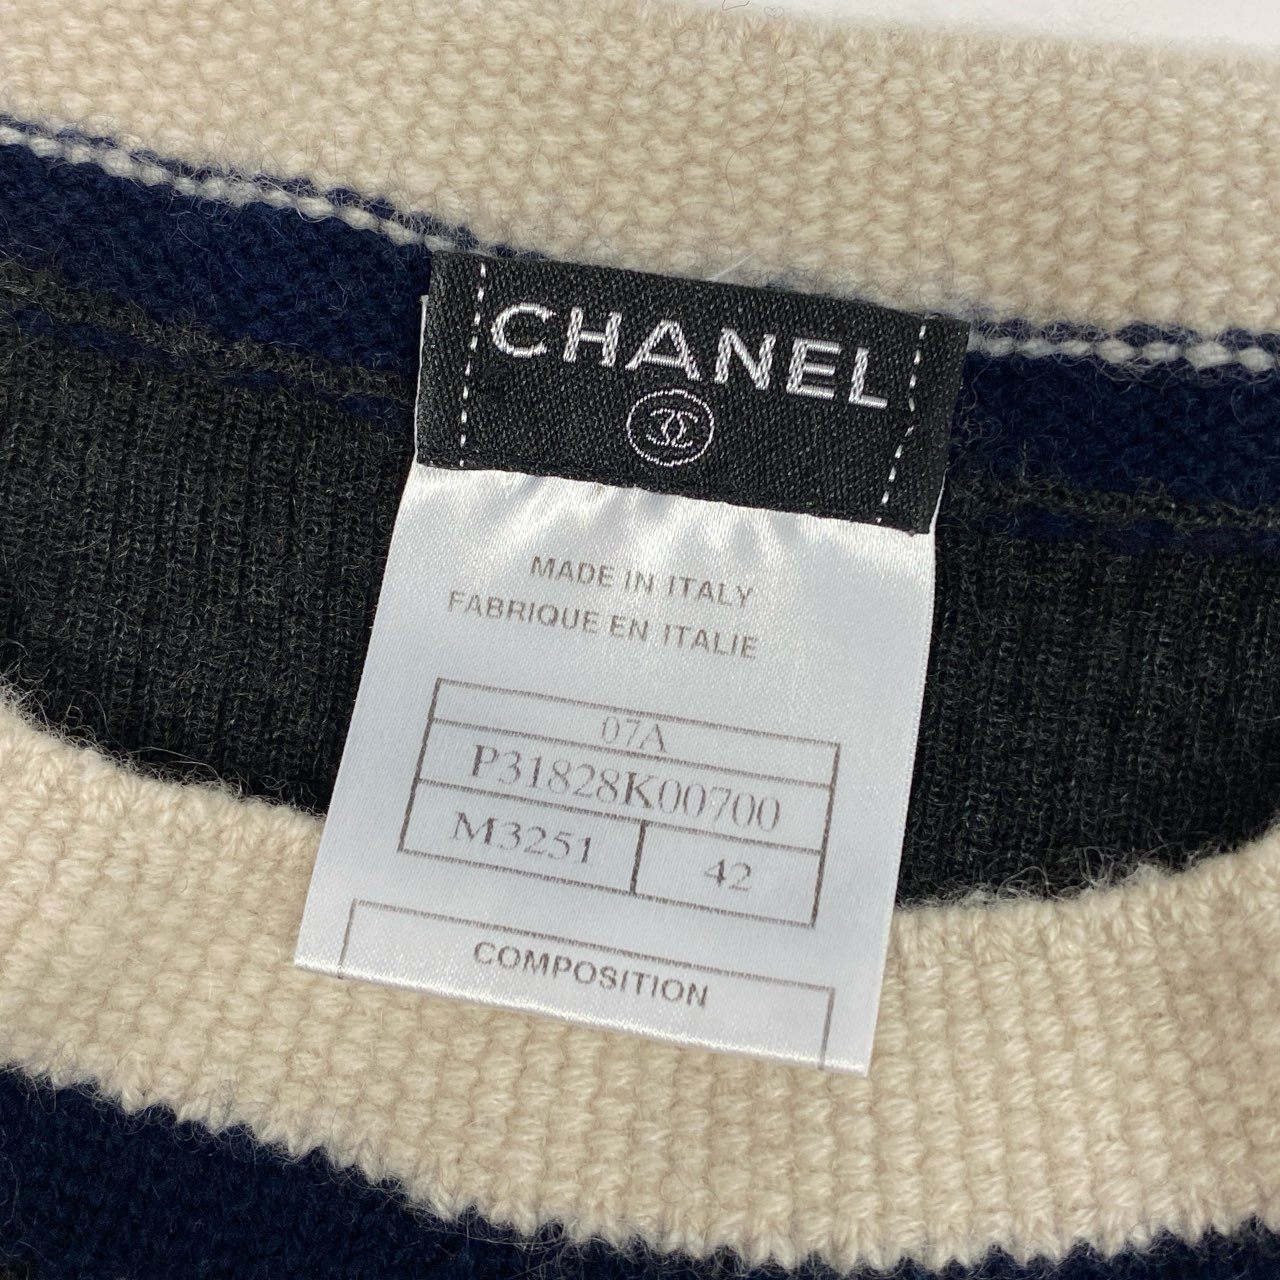 CHANEL
MADE IN ITALY
FABRIQUE EN ITALIE
07A
P31828K00700
M3251 42
COMPOSITION